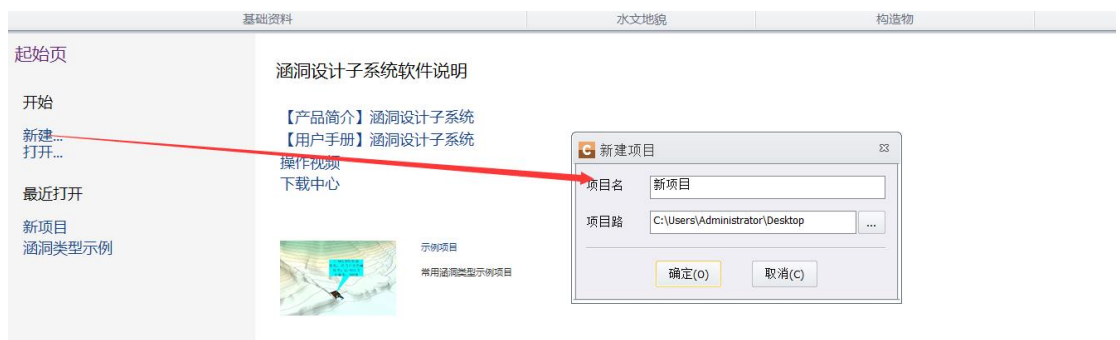 基础资料 水文地貌 构造物
起始页
开始
新建...
打开...
最近打开
新项目
涵洞类型示例
涵洞设计子系统软件说明
【产品简介】涵洞设计子系统
【用户手册】涵洞设计子系统
操作视频
下载中心
示例项目
常用涵洞类型示例项目
新建项目
项目名 新项目
项目路 C:\Users\Administrator\Desktop ...
确定(O) 取消(C)